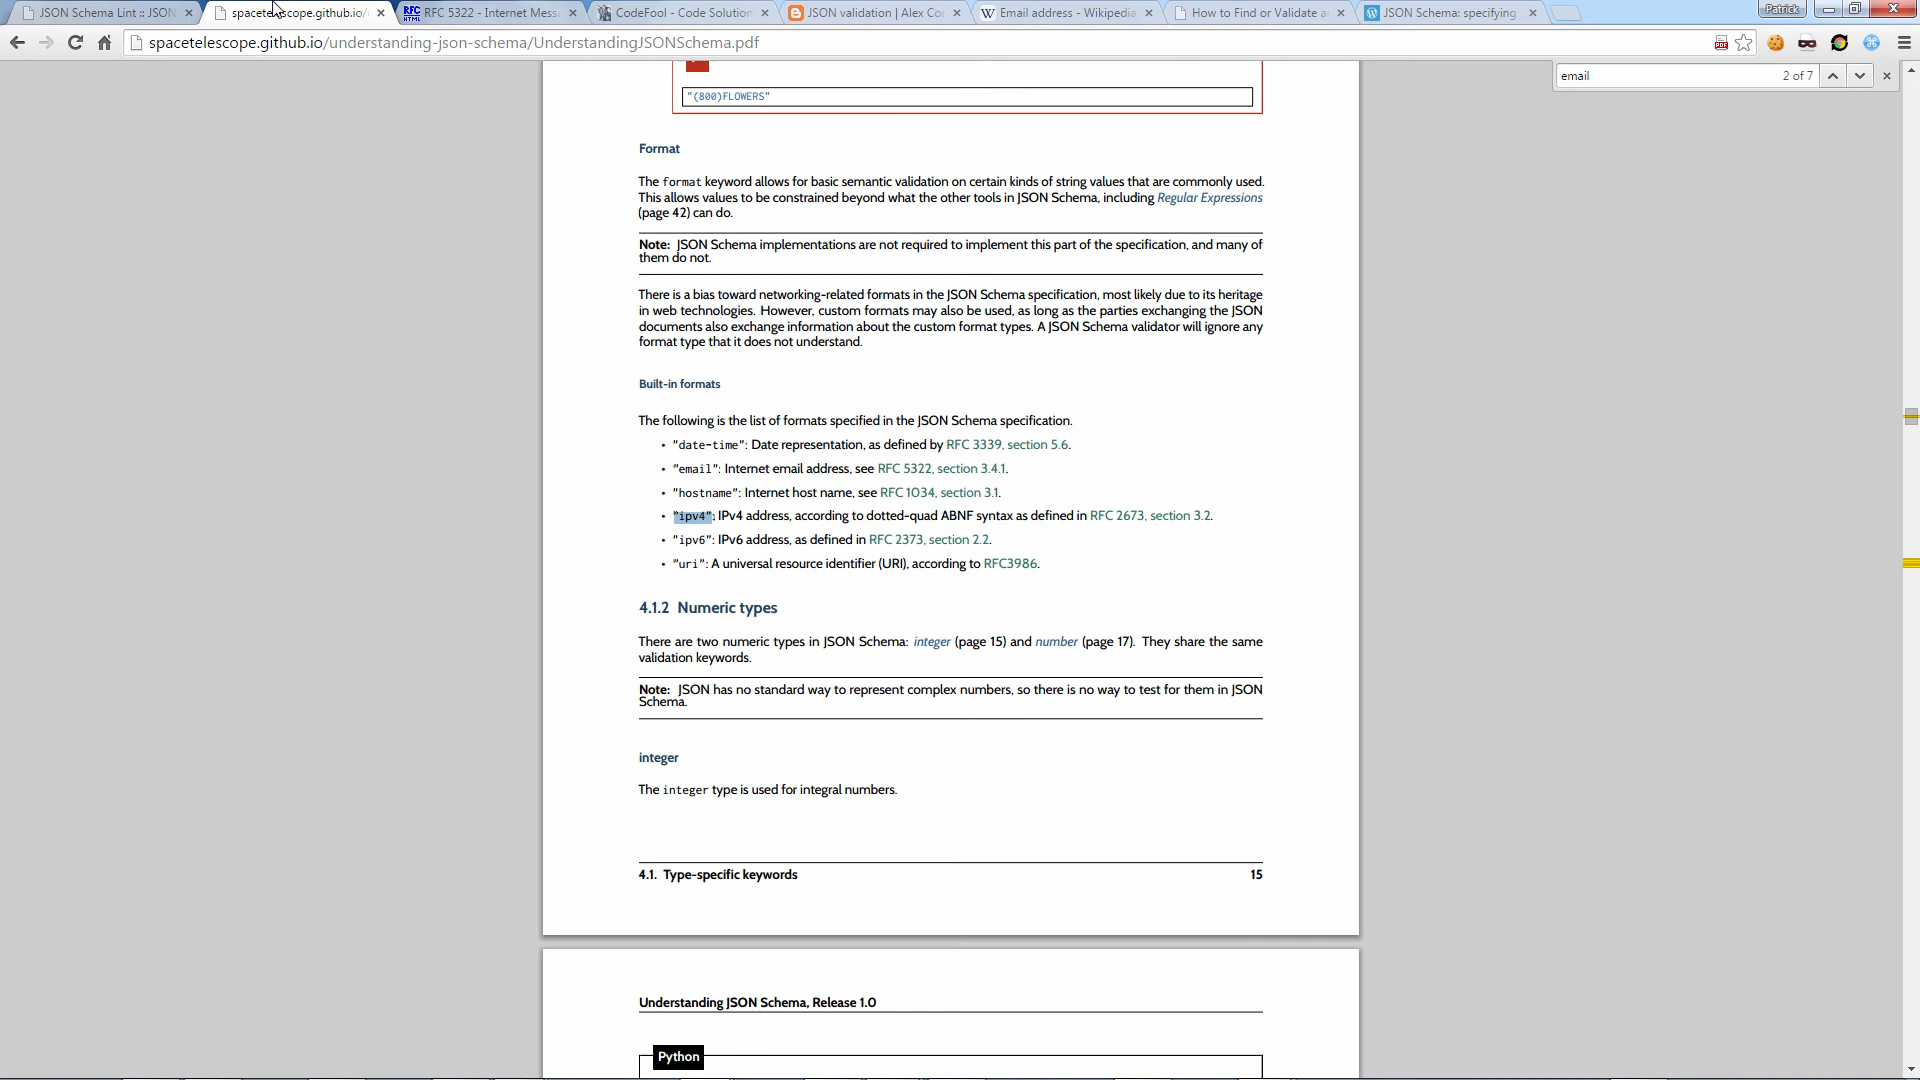 JSON Schema Lint :: JSON
spacetelescope.github.io/
RFC HTML
RFC 5322 - Internet Mess
CodeFool - Code Solution
JSON validation | Alex Co
W
Email address - Wikipedia
How to Find or Validate a
JSON Schema: specifying
Patrick
spacetelescope.github.io/understanding-json-schema/UnderstandingJSONSchema.pdf
PDF
email
2 of 7
"(800)FLOWERS"
Format
The format keyword allows for basic semantic validation on certain kinds of string values that are commonly used.
This allows values to be constrained beyond what the other tools in JSON Schema, including Regular Expressions
(page 42) can do.
Note: JSON Schema implementations are not required to implement this part of the specification, and many of
them do not.
There is a bias toward networking-related formats in the JSON Schema specification, most likely due to its heritage
in web technologies. However, custom formats may also be used, as long as the parties exchanging the JSON
documents also exchange information about the custom format types. A JSON Schema validator will ignore any
format type that it does not understand.
Built-in formats
The following is the list of formats specified in the JSON Schema specification.
• "date-time": Date representation, as defined by RFC 3339, section 5.6.
• "email": Internet email address, see RFC 5322, section 3.4.1.
• "hostname": Internet host name, see RFC 1034, section 3.1.
• "ipv4": IPv4 address, according to dotted-quad ABNF syntax as defined in RFC 2673, section 3.2.
• "ipv6": IPv6 address, as defined in RFC 2373, section 2.2.
• "uri": A universal resource identifier (URI), according to RFC3986.
4.1.2 Numeric types
There are two numeric types in JSON Schema: integer (page 15) and number (page 17). They share the same
validation keywords.
Note: JSON has no standard way to represent complex numbers, so there is no way to test for them in JSON
Schema.
integer
The integer type is used for integral numbers.
4.1. Type-specific keywords
15
Understanding JSON Schema, Release 1.0
Python